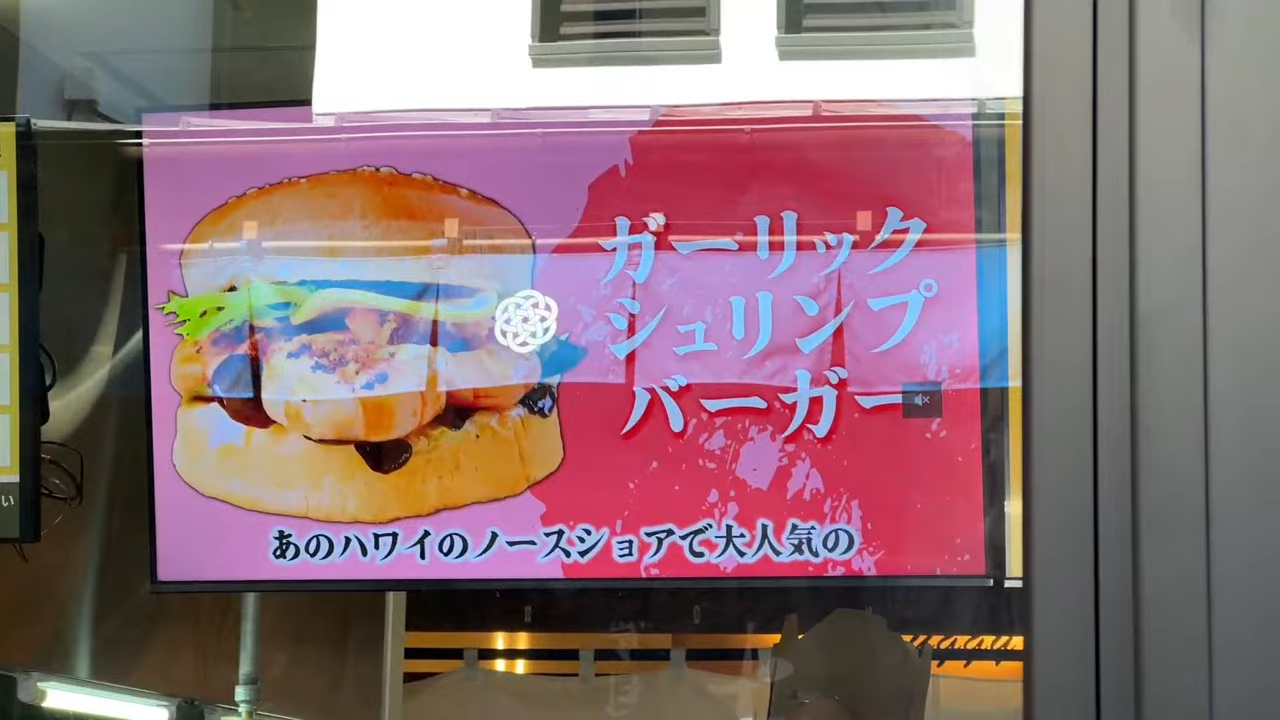 ガーリック
シュリンプ
バーガー
あのハワイのノースショアで大人気の
い